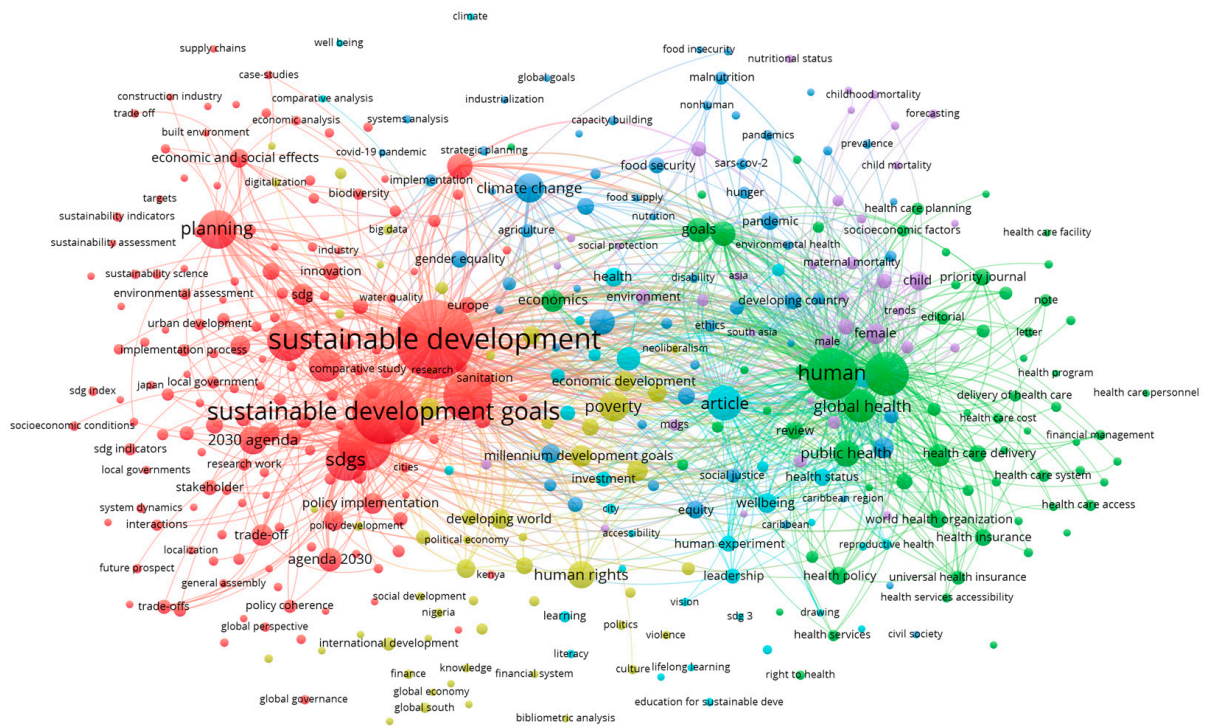 climate
supply chains
well being
food insecurity
nutritional status
case-studies
global goals
malnutrition
construction industry
comparative analysis
industrialization
nonhuman
childhood mortality
trade off
economic analysis
systems analysis
capacity building
forecasting
built environment
pandemics
prevalence
economic and social effects
covid-19 pandemic
strategic planning
food security
sars-cov-2
child mortality
digitalization
biodiversity
implementation
climate change
food supply
hunger
targets
health care planning
sustainability indicators
planning
big data
agriculture
nutrition
goals
pandemic
socioeconomic factors
health care facility
sustainability assessment
industry
gender equality
social protection
environmental health
sustainability science
innovation
health
disability
asia
maternal mortality
child
priority journal
environmental assessment
sdg
water quality
europe
economics
environment
developing country
trends
note
urban development
sustainable development
ethics
south asia
female
editorial
letter
implementation process
neoliberalism
male
comparative study
research
sanitation
economic development
human
health program
sdg index
japan
local government
delivery of health care
health care personnel
sustainable development goals
poverty
article
global health
health care cost
socioeconomic conditions
2030 agenda
mdgs
review
financial management
sdg indicators
sdgs
millennium development goals
public health
health care delivery
local governments
research work
cities
investment
social justice
health status
health care system
stakeholder
system dynamics
policy implementation
city
equity
wellbeing
caribbean region
health care access
interactions
policy development
developing world
caribbean
world health organization
trade-off
political economy
accessibility
human experiment
reproductive health
health insurance
localization
future prospect
agenda 2030
kenya
human rights
leadership
health policy
universal health insurance
general assembly
trade-offs
policy coherence
social development
vision
health services accessibility
global perspective
nigeria
learning
politics
sdg 3
drawing
international development
violence
health services
civil society
literacy
finance
knowledge
financial system
culture
lifelong learning
right to health
global governance
global economy
global south
education for sustainable deve
bibliometric analysis